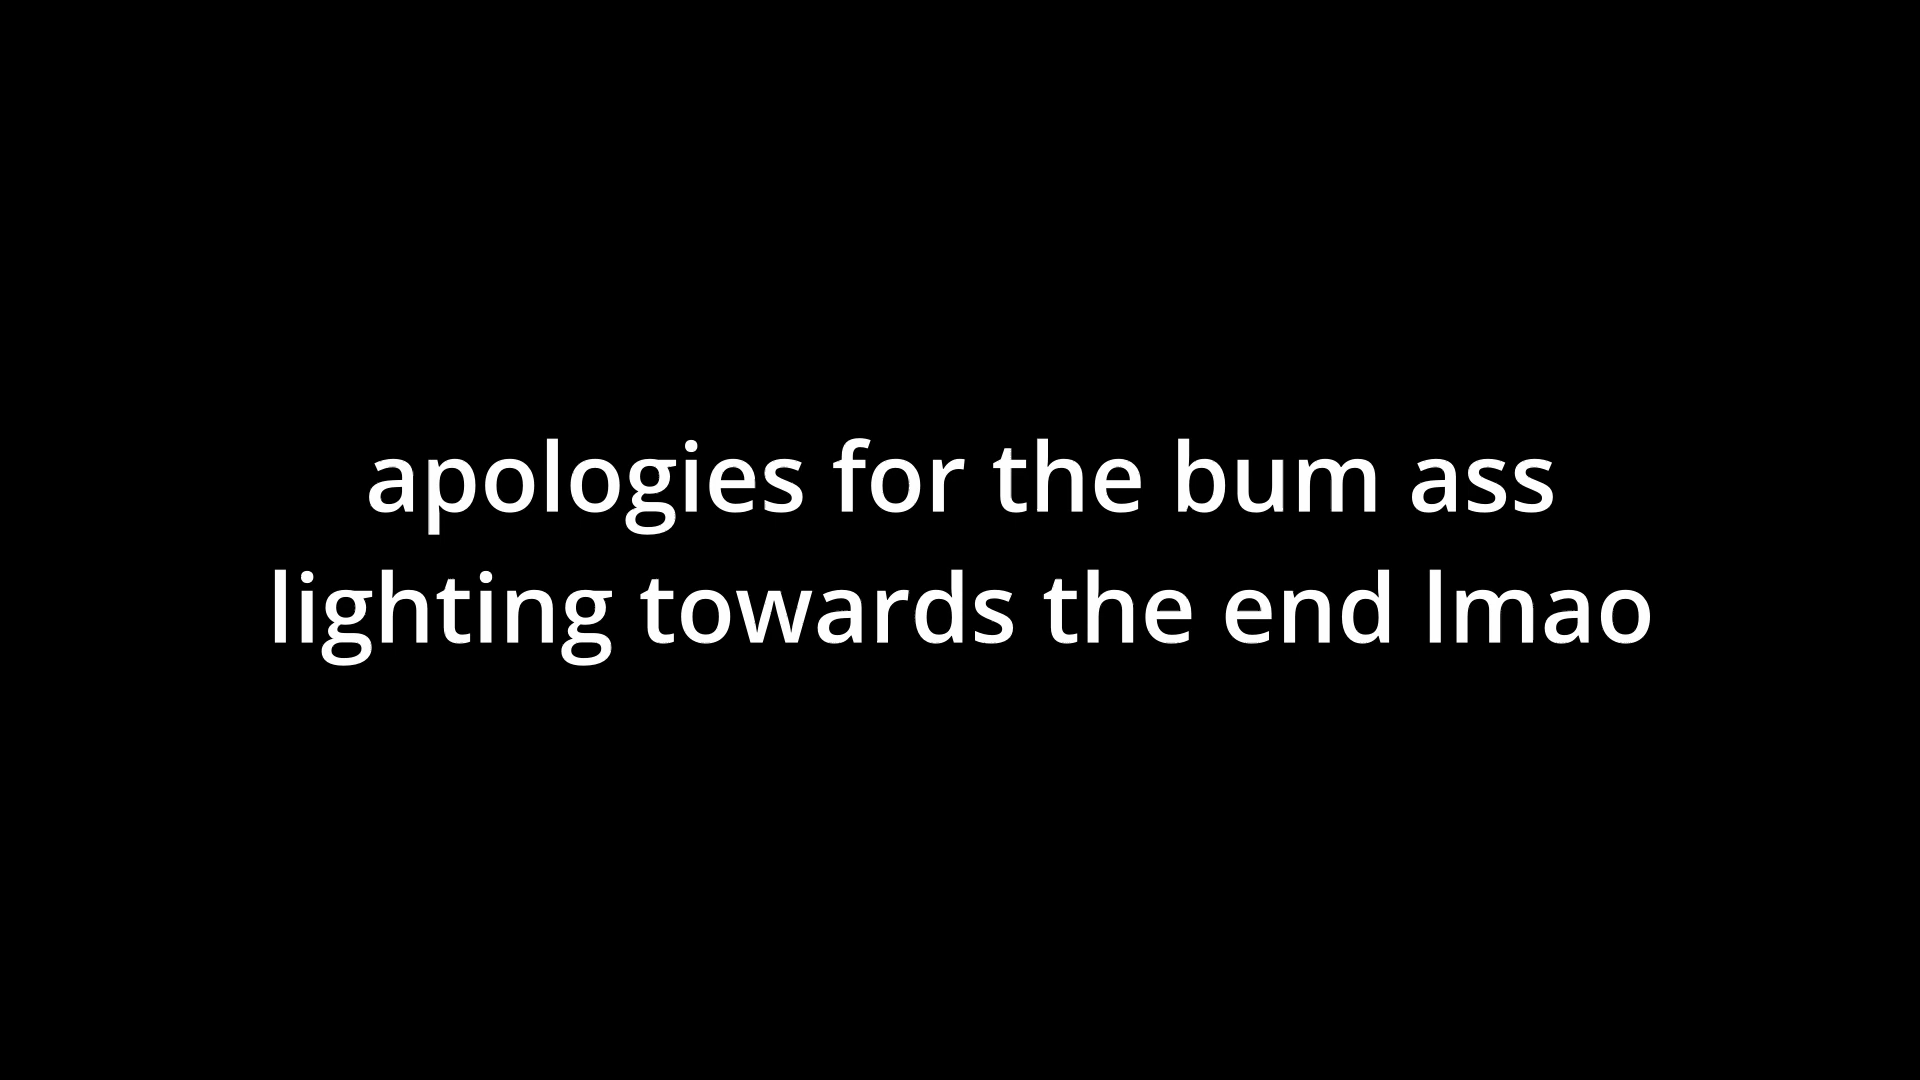 apologies for the bum ass
lighting towards the end lmao